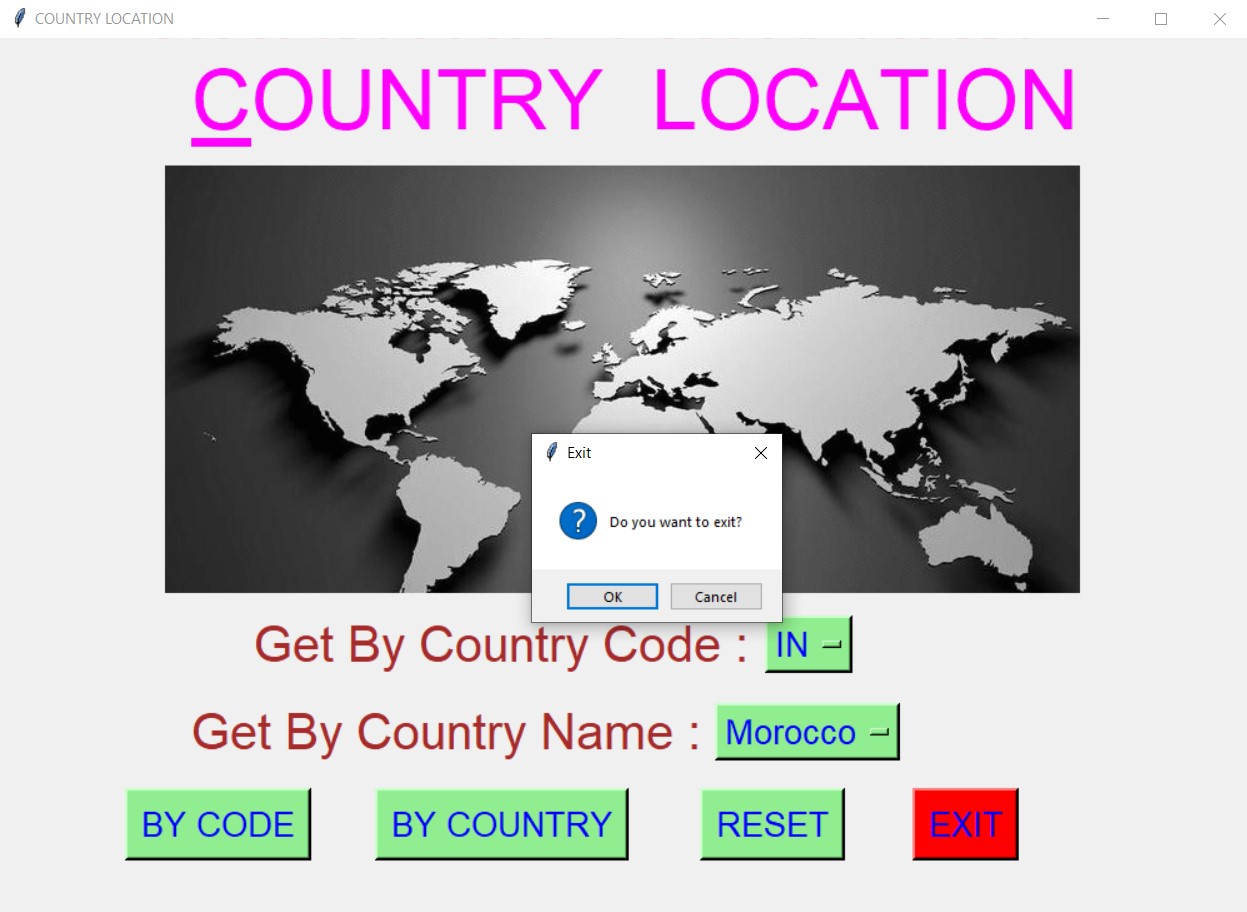 COUNTRY LOCATION
COUNTRY LOCATION
Exit
Do you want to exit?
OK Cancel
Get By Country Code : IN
Get By Country Name : Morocco
BY CODE BY COUNTRY RESET EXIT